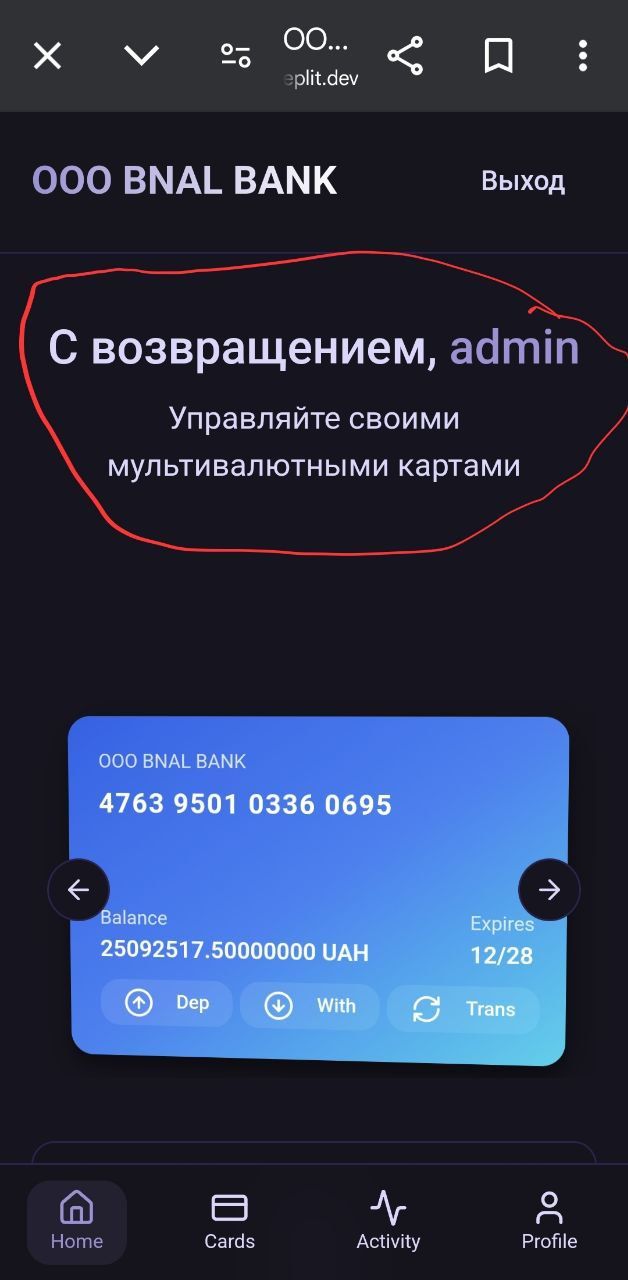 OO...
eplit.dev
OOO BNAL BANK
Выход
С возвращением, admin
Управляйте своими
мультивалютными картами
OOO BNAL BANK
4763 9501 0336 0695
Balance
Expires
25092517.50000000 UAH
12/28
Dep
With
Trans
Home
Cards
Activity
Profile